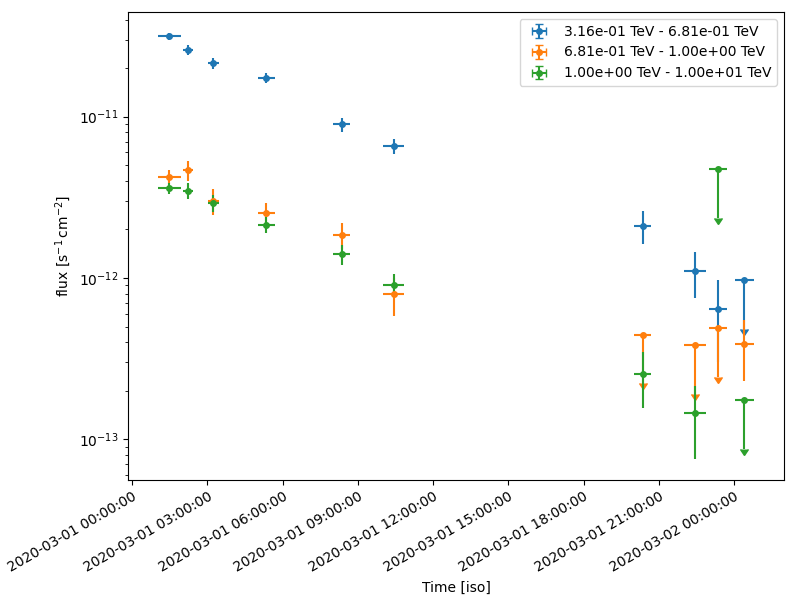 3.16e-01 TeV - 6.81e-01 TeV
6.81e-01 TeV - 1.00e+00 TeV
1.00e+00 TeV - 1.00e+01 TeV
flux [s⁻¹ cm⁻²]
10⁻¹¹
10⁻¹²
10⁻¹³
2020-03-01 00:00:00
2020-03-01 03:00:00
2020-03-01 06:00:00
2020-03-01 09:00:00
2020-03-01 12:00:00
2020-03-01 15:00:00
2020-03-01 18:00:00
2020-03-01 21:00:00
2020-03-02 00:00:00
Time [iso]